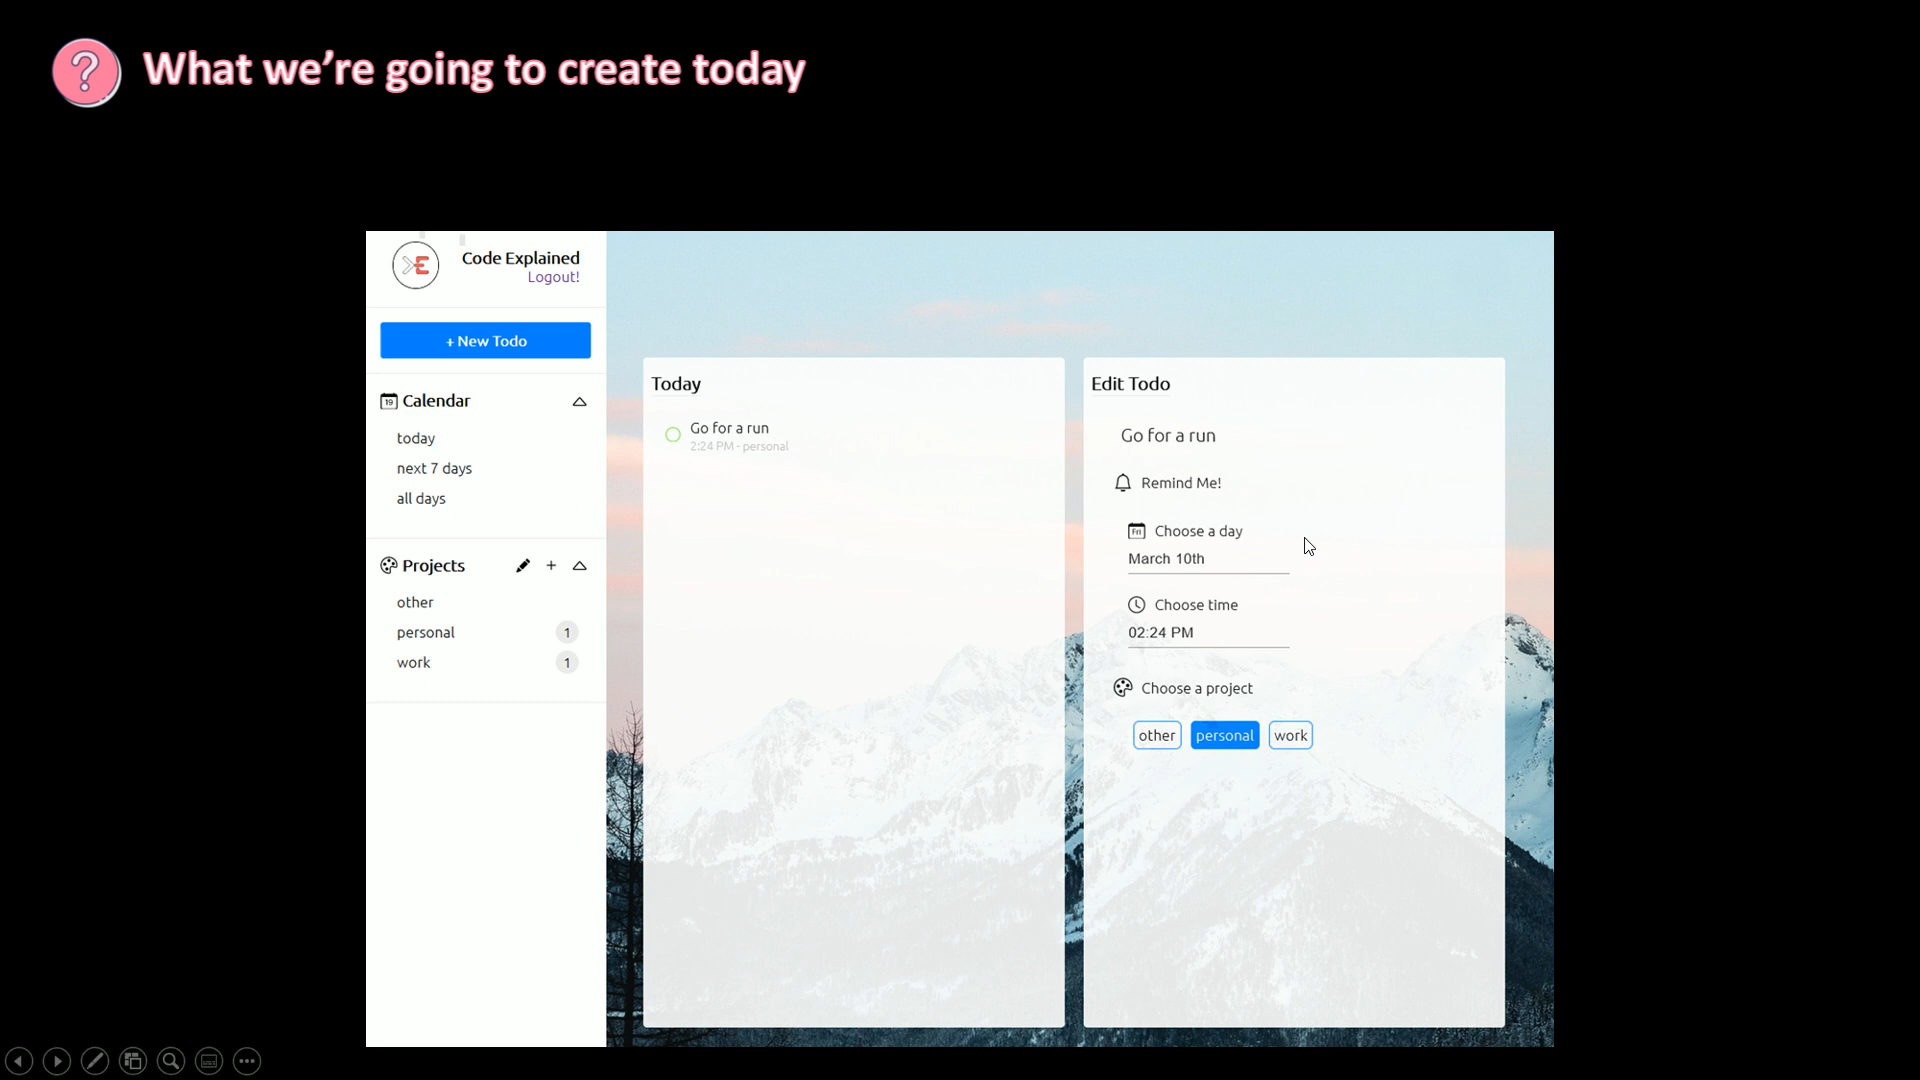 ?
What we're going to create today
E
Code Explained
Logout!
+ New Todo
19 Calendar
today
next 7 days
all days
Projects +
other
personal 1
work 1
Today
Go for a run
2:24 PM - personal
Edit Todo
Go for a run
Remind Me!
Fri Choose a day
March 10th
Choose time
02:24 PM
Choose a project
other personal work